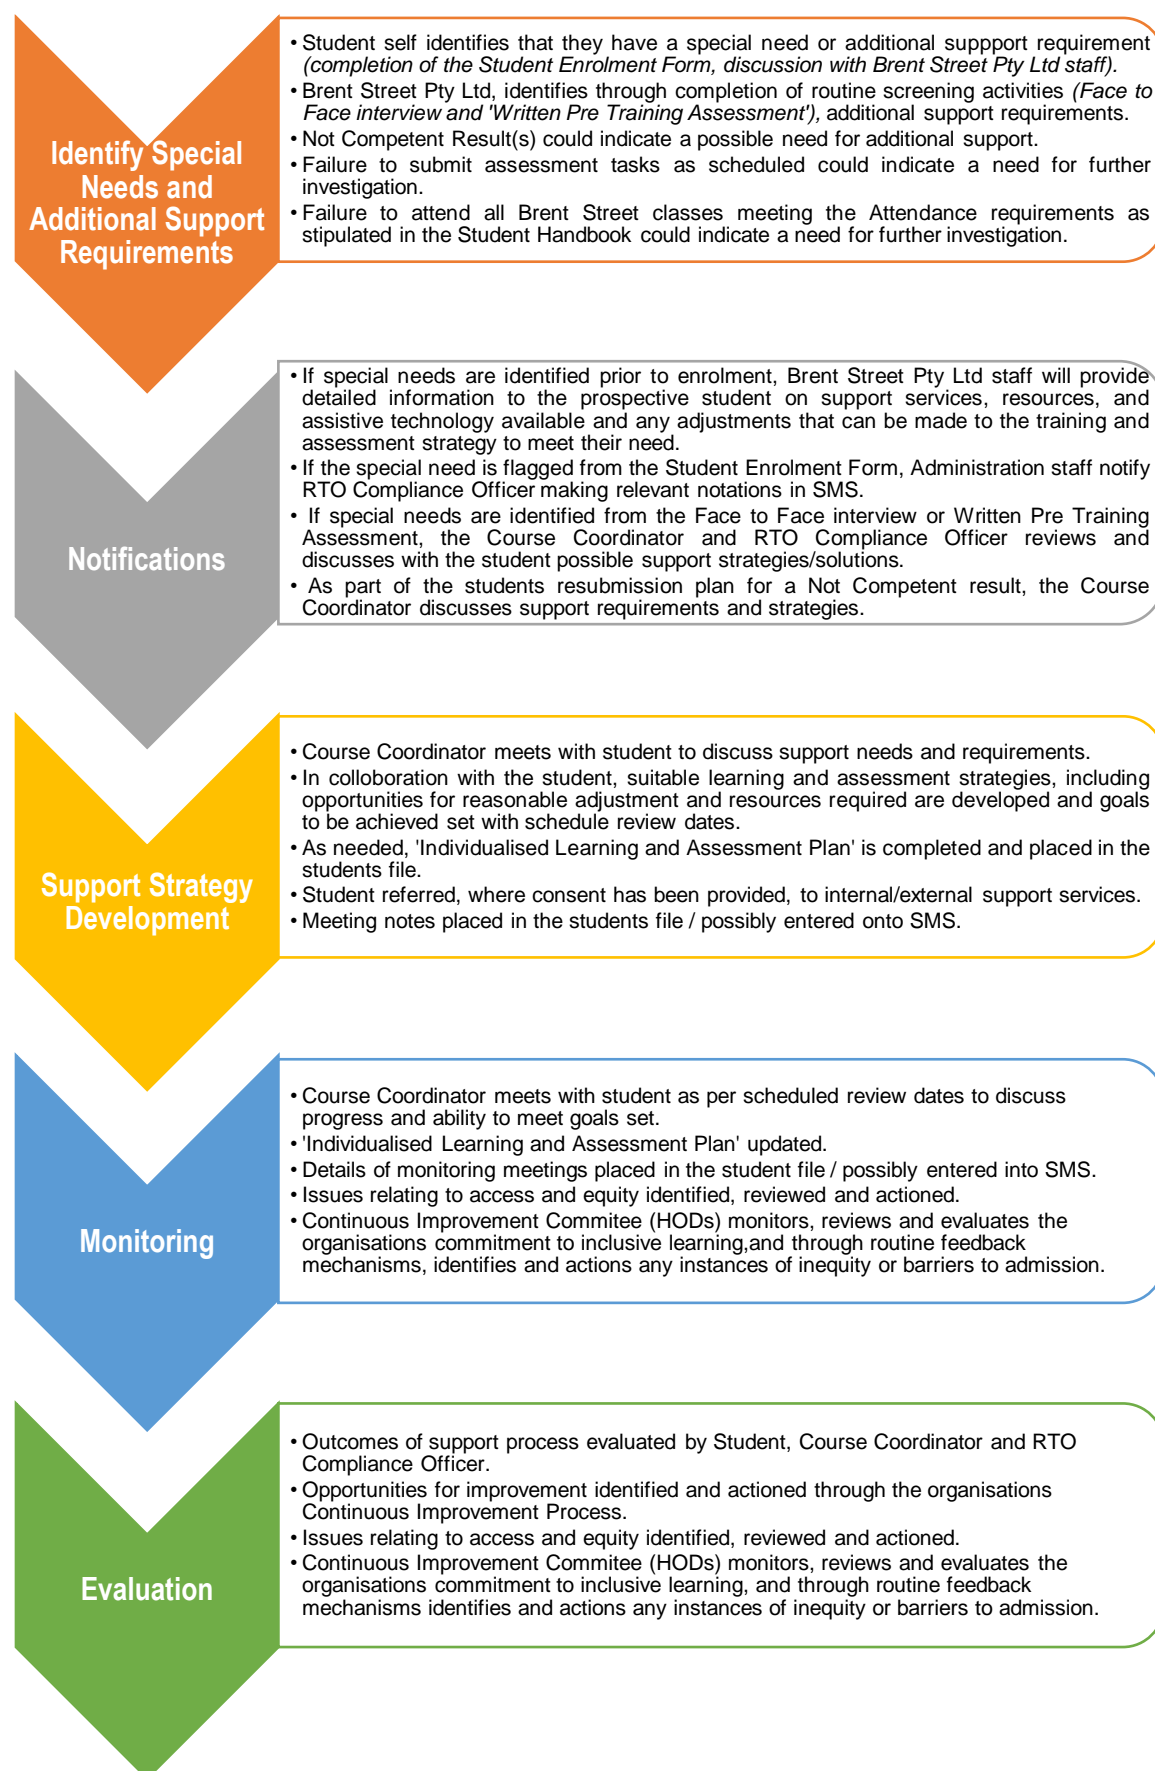 Identify Special
Needs and
Additional Support
Requirements
• Student self identifies that they have a special need or additional suppport requirement
(completion of the Student Enrolment Form, discussion with Brent Street Pty Ltd staff).
• Brent Street Pty Ltd, identifies through completion of routine screening activities (Face to
Face interview and 'Written Pre Training Assessment'), additional support requirements.
• Not Competent Result(s) could indicate a possible need for additional support.
• Failure to submit assessment tasks as scheduled could indicate a need for further
investigation.
• Failure to attend all Brent Street classes meeting the Attendance requirements as
stipulated in the Student Handbook could indicate a need for further investigation.
Notifications
• If special needs are identified prior to enrolment, Brent Street Pty Ltd staff will provide
detailed information to the prospective student on support services, resources, and
assistive technology available and any adjustments that can be made to the training and
assessment strategy to meet their need.
• If the special need is flagged from the Student Enrolment Form, Administration staff notify
RTO Compliance Officer making relevant notations in SMS.
• If special needs are identified from the Face to Face interview or Written Pre Training
Assessment, the Course Coordinator and RTO Compliance Officer reviews and
discusses with the student possible support strategies/solutions.
• As part of the students resubmission plan for a Not Competent result, the Course
Coordinator discusses support requirements and strategies.
Support Strategy
Development
• Course Coordinator meets with student to discuss support needs and requirements.
• In colloboration with the student, suitable learning and assessment strategies, including
opportunities for reasonable adjustment and resources required are developed and goals
to be achieved set with schedule review dates.
• As needed, 'Individualised Learning and Assessment Plan' is completed and placed in the
students file.
• Student referred, where consent has been provided, to internal/external support services.
• Meeting notes placed in the students file / possibly entered onto SMS.
Monitoring
• Course Coordinator meets with student as per scheduled review dates to discuss
progress and ability to meet goals set.
• 'Individualised Learning and Assessment Plan' updated.
• Details of monitoring meetings placed in the student file / possibly entered into SMS.
• Issues relating to access and equity identified, reviewed and actioned.
• Continuous Improvement Commitee (HODs) monitors, reviews and evaluates the
organisations commitment to inclusive learning,and through routine feedback
mechanisms, identifies and actions any instances of inequity or barriers to admission.
Evaluation
• Outcomes of support process evaluated by Student, Course Coordinator and RTO
Compliance Officer.
• Opportunities for improvement identified and actioned through the organisations
Continuous Improvement Process.
• Issues relating to access and equity identified, reviewed and actioned.
• Continuous Improvement Commitee (HODs) monitors, reviews and evaluates the
organisations commitment to inclusive learning, and through routine feedback
mechanisms identifies and actions any instances of inequity or barriers to admission.